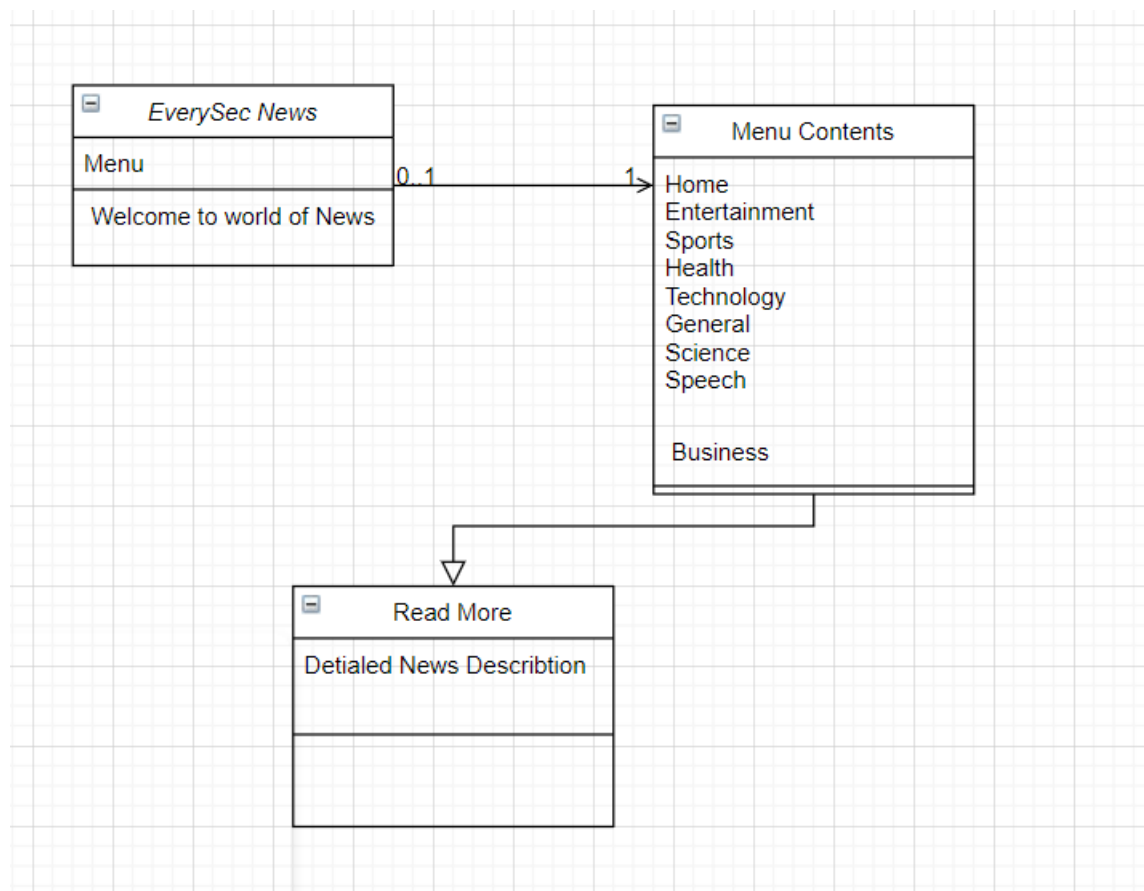 EverySec News
Menu
Welcome to world of News
0..1
1
Menu Contents
Home
Entertainment
Sports
Health
Technology
General
Science
Speech
Business
Read More
Detialed News Describtion